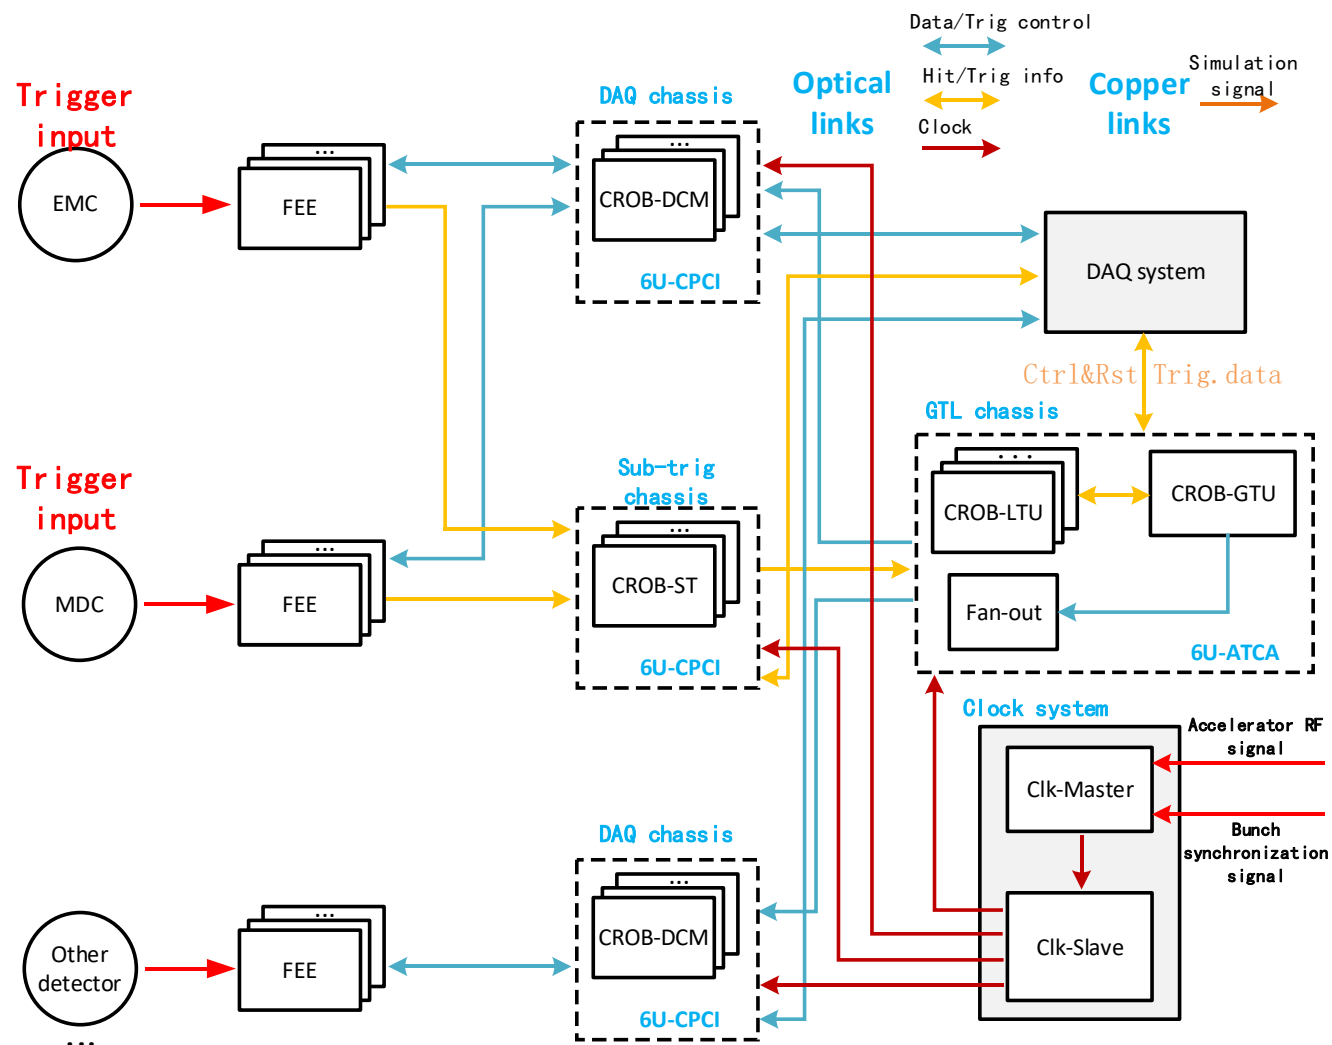 Data/Trig control
Hit/Trig info
Clock
Optical
links
Copper
links
Simulation
signal
Trigger
input
EMC
...
FEE
DAQ chassis
...
CROB-DCM
6U-CPCI
DAQ system
Ctrl&Rst Trig.data
GTL chassis
...
CROB-LTU
CROB-GTU
Fan-out
6U-ATCA
Trigger
input
MDC
...
FEE
Sub-trig
chassis
...
CROB-ST
6U-CPCI
Clock system
Clk-Master
Clk-Slave
Accelerator RF
signal
Bunch
synchronization
signal
Other
detector
...
...
FEE
DAQ chassis
...
CROB-DCM
6U-CPCI